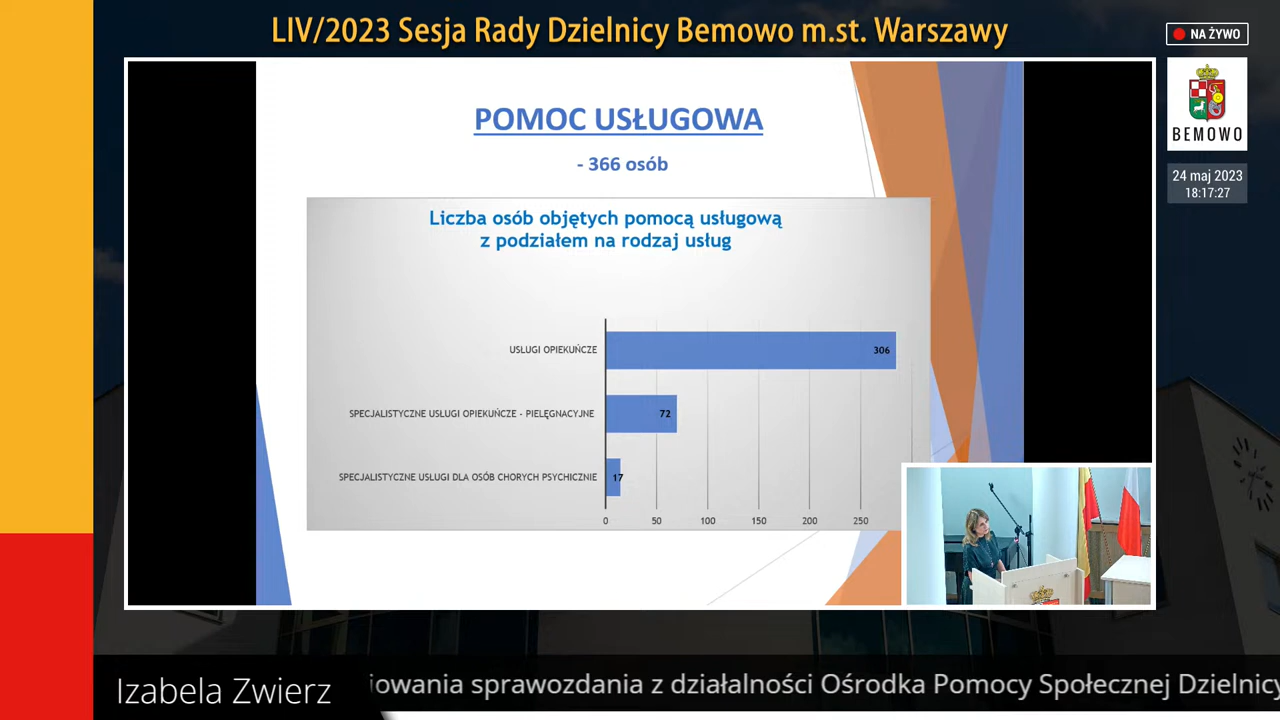 LIV/2023 Sesja Rady Dzielnicy Bemowo m.st. Warszawy
NA ŻYWO
BEMOWO
24 maj 2023
18:17:27
POMOC USŁUGOWA
- 366 osób
Liczba osób objętych pomocą usługową
z podziałem na rodzaj usług
USŁUGI OPIEKUŃCZE
306
SPECJALISTYCZNE USŁUGI OPIEKUŃCZE - PIELĘGNACYJNE
72
SPECJALISTYCZNE USŁUGI DLA OSÓB CHORYCH PSYCHICZNIE
17
0 50 100 150 200 250
Izabela Zwierz
iowania sprawozdania z działalności Ośrodka Pomocy Społecznej Dzielnicy